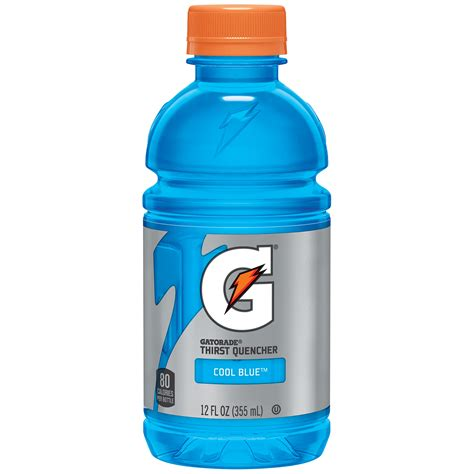 G®
GATORADE®
THIRST QUENCHER
COOL BLUE™
80
CALORIES
PER BOTTLE
12 FL OZ (355 mL) U